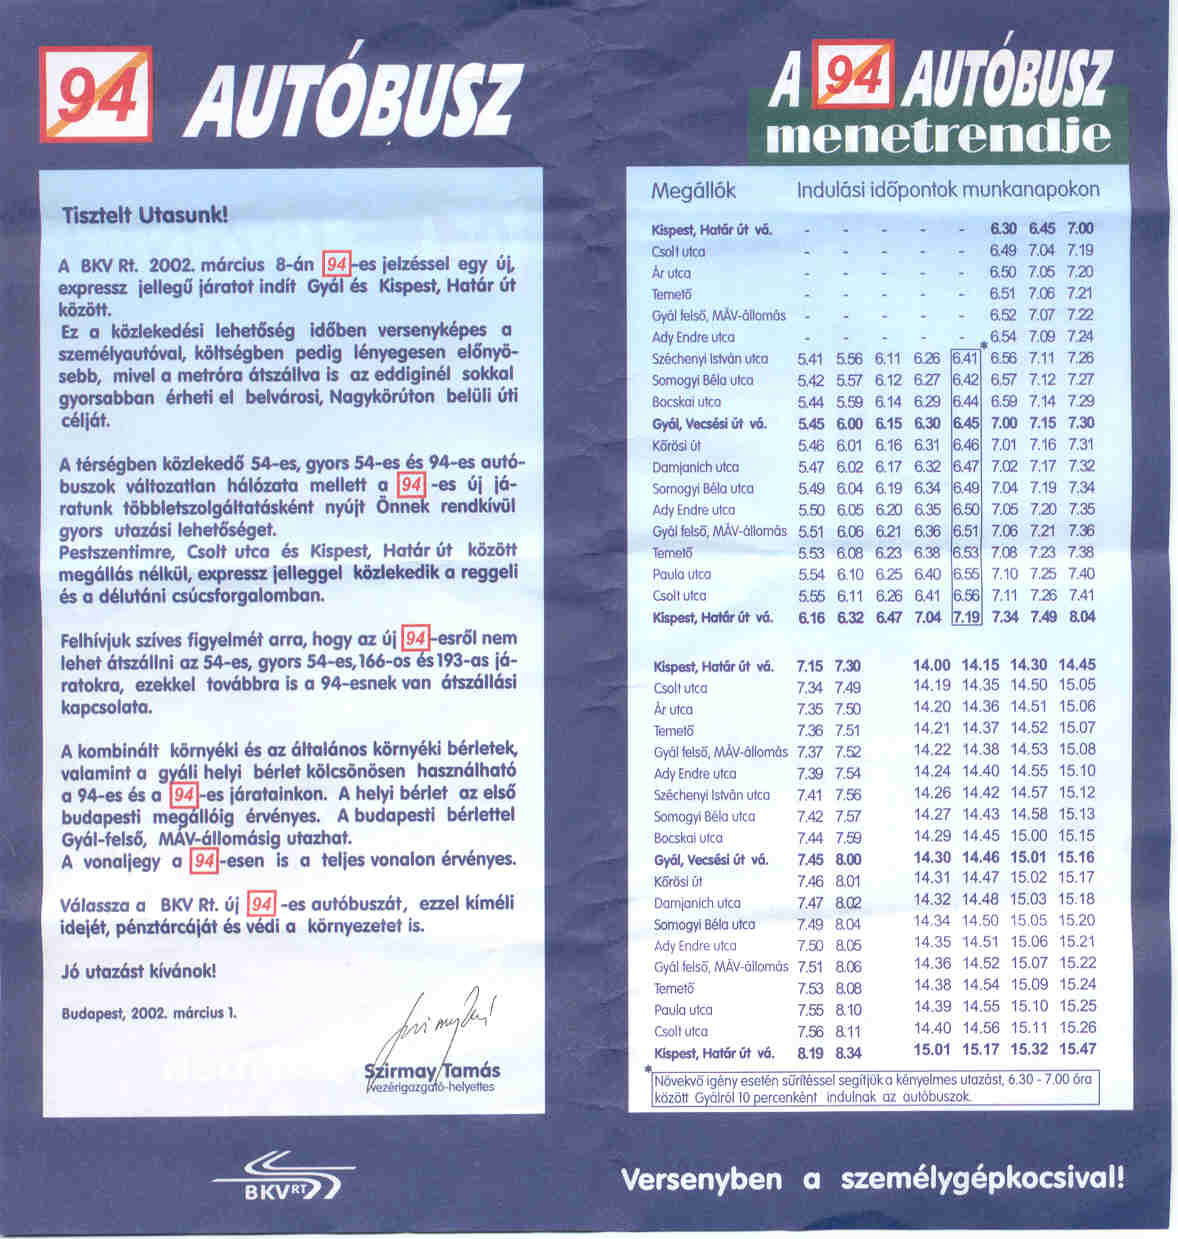 94 AUTÓBUSZ
Tisztelt Utasunk!
A BKV Rt. 2002. március 8-án 94-es jelzéssel egy új,
expressz jellegű járatot indít Gyál és Kispest, Határ út
között.
Ez a közlekedési lehetőség időben versenyképes a
személyautóval, költségben pedig lényegesen előnyö-
sebb, mivel a metróra átszállva is az eddiginél sokkal
gyorsabban érheti el belvárosi, Nagykörúton belüli úti
célját.
A térségben közlekedő 54-es, gyors 54-es és 94-es autó-
buszok változatlan hálózata mellett a 94 -es új já-
ratunk többletszolgáltatásként nyújt Önnek rendkívül
gyors utazási lehetőséget.
Pestszentimre, Csolt utca és Kispest, Határ út között
megállás nélkül, expressz jelleggel közlekedik a reggeli
és a délutáni csúcsforgalomban.
Felhívjuk szíves figyelmét arra, hogy az új 94-esről nem
lehet átszállni az 54-es, gyors 54-es,166-os és193-as já-
ratokra, ezekkel továbbra is a 94-esnek van átszállási
kapcsolata.
A kombinált környéki és az általános környéki bérletek,
valamint a gyáli helyi bérlet kölcsönösen használható
a 94-es és a 94-es járatainkon. A helyi bérlet az első
budapesti megállóig érvényes. A budapesti bérlettel
Gyál-felső, MÁV-állomásig utazhat.
A vonaljegy a 94-esen is a teljes vonalon érvényes.
Válassza a BKV Rt. új 94 -es autóbuszát, ezzel kíméli
idejét, pénztárcáját és védi a környezetet is.
Jó utazást kívánok!
Budapest, 2002. március 1.
Szirmay Tamás
vezérigazgató-helyettes
BKV RT
A 94 AUTÓBUSZ
menetrendje
Megállók Indulási időpontok munkanapokon
Kispest, Határ út vá. - - - - - 6.30 6.45 7.00
Csolt utca - - - - - 6.49 7.04 7.19
Ár utca - - - - - 6.50 7.05 7.20
Temető - - - - - 6.51 7.06 7.21
Gyál felső, MÁV-állomás - - - - - 6.52 7.07 7.22
Ady Endre utca - - - - - 6.54 7.09 7.24
Széchenyi István utca 5.41 5.56 6.11 6.26 *6.41 6.56 7.11 7.26
Somogyi Béla utca 5.42 5.57 6.12 6.27 6.42 6.57 7.12 7.27
Bocskai utca 5.44 5.59 6.14 6.29 6.44 6.59 7.14 7.29
Gyál, Vecsési út vá. 5.45 6.00 6.15 6.30 6.45 7.00 7.15 7.30
Kőrösi út 5.46 6.01 6.16 6.31 6.46 7.01 7.16 7.31
Damjanich utca 5.47 6.02 6.17 6.32 6.47 7.02 7.17 7.32
Somogyi Béla utca 5.49 6.04 6.19 6.34 6.49 7.04 7.19 7.34
Ady Endre utca 5.50 6.05 6.20 6.35 6.50 7.05 7.20 7.35
Gyál felső, MÁV-állomás 5.51 6.06 6.21 6.36 6.51 7.06 7.21 7.36
Temető 5.53 6.08 6.23 6.38 6.53 7.08 7.23 7.38
Paula utca 5.54 6.10 6.25 6.40 6.55 7.10 7.25 7.40
Csolt utca 5.55 6.11 6.26 6.41 6.56 7.11 7.26 7.41
Kispest, Határ út vá. 6.16 6.32 6.47 7.04 7.19 7.34 7.49 8.04
Kispest, Határ út vá. 7.15 7.30 14.00 14.15 14.30 14.45
Csolt utca 7.34 7.49 14.19 14.35 14.50 15.05
Ár utca 7.35 7.50 14.20 14.36 14.51 15.06
Temető 7.36 7.51 14.21 14.37 14.52 15.07
Gyál felső, MÁV-állomás 7.37 7.52 14.22 14.38 14.53 15.08
Ady Endre utca 7.39 7.54 14.24 14.40 14.55 15.10
Széchenyi István utca 7.41 7.56 14.26 14.42 14.57 15.12
Somogyi Béla utca 7.42 7.57 14.27 14.43 14.58 15.13
Bocskai utca 7.44 7.59 14.29 14.45 15.00 15.15
Gyál, Vecsési út vá. 7.45 8.00 14.30 14.46 15.01 15.16
Kőrösi út 7.46 8.01 14.31 14.47 15.02 15.17
Damjanich utca 7.47 8.02 14.32 14.48 15.03 15.18
Somogyi Béla utca 7.49 8.04 14.34 14.50 15.05 15.20
Ady Endre utca 7.50 8.05 14.35 14.51 15.06 15.21
Gyál felső, MÁV-állomás 7.51 8.06 14.36 14.52 15.07 15.22
Temető 7.53 8.08 14.38 14.54 15.09 15.24
Paula utca 7.55 8.10 14.39 14.55 15.10 15.25
Csolt utca 7.56 8.11 14.40 14.56 15.11 15.26
Kispest, Határ út vá. 8.19 8.34 15.01 15.17 15.32 15.47
* Növekvő igény esetén sűrítéssel segítjük a kényelmes utazást, 6.30 - 7.00 óra
között Gyálról 10 percenként indulnak az autóbuszok.
Versenyben a személygépkocsival!